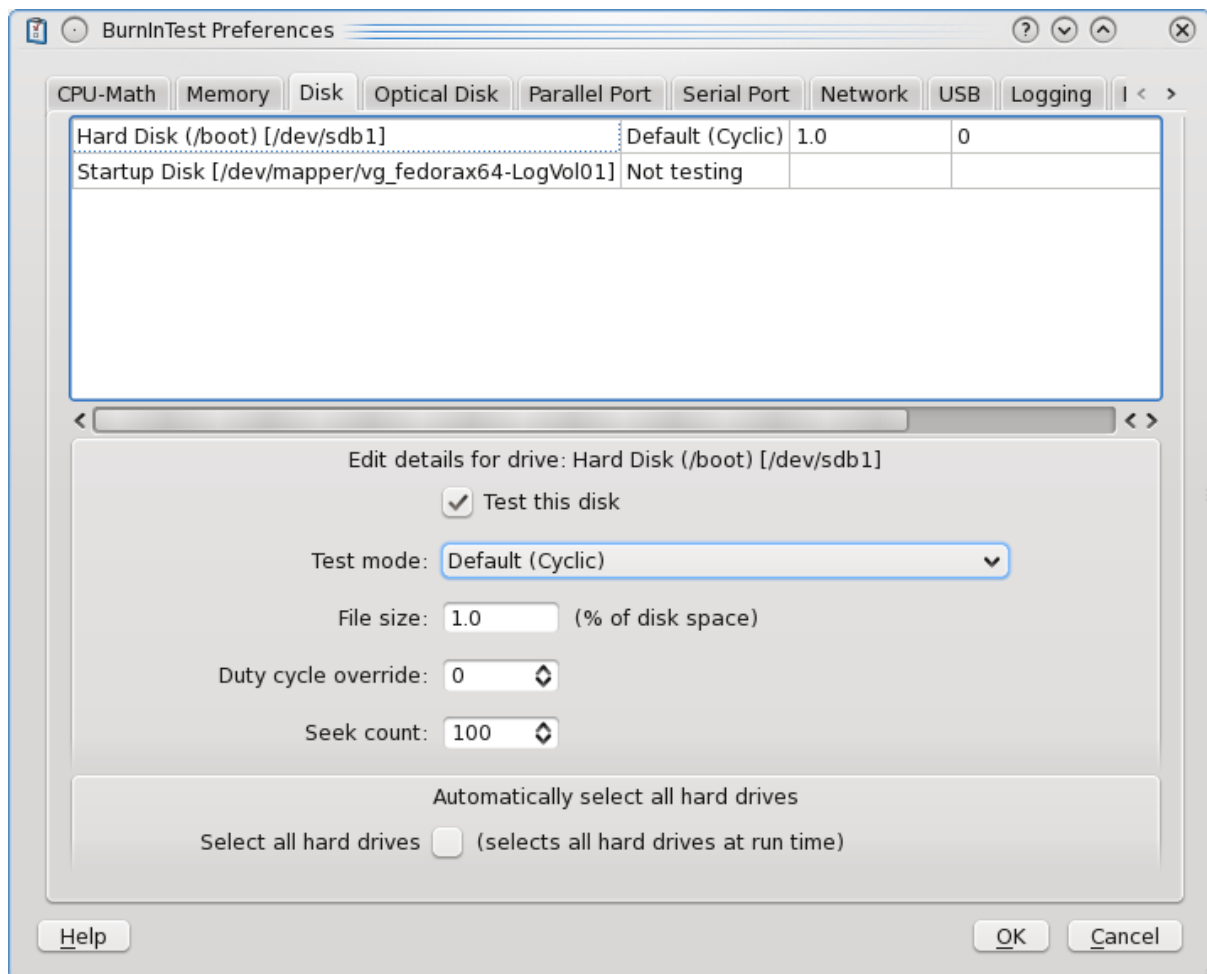 BurnInTest Preferences
CPU-Math Memory Disk Optical Disk Parallel Port Serial Port Network USB Logging
Hard Disk (/boot) [/dev/sdb1] Default (Cyclic) 1.0 0
Startup Disk [/dev/mapper/vg_fedorax64-LogVol01] Not testing
Edit details for drive: Hard Disk (/boot) [/dev/sdb1]
Test this disk
Test mode: Default (Cyclic)
File size: 1.0 (% of disk space)
Duty cycle override: 0
Seek count: 100
Automatically select all hard drives
Select all hard drives (selects all hard drives at run time)
Help OK Cancel